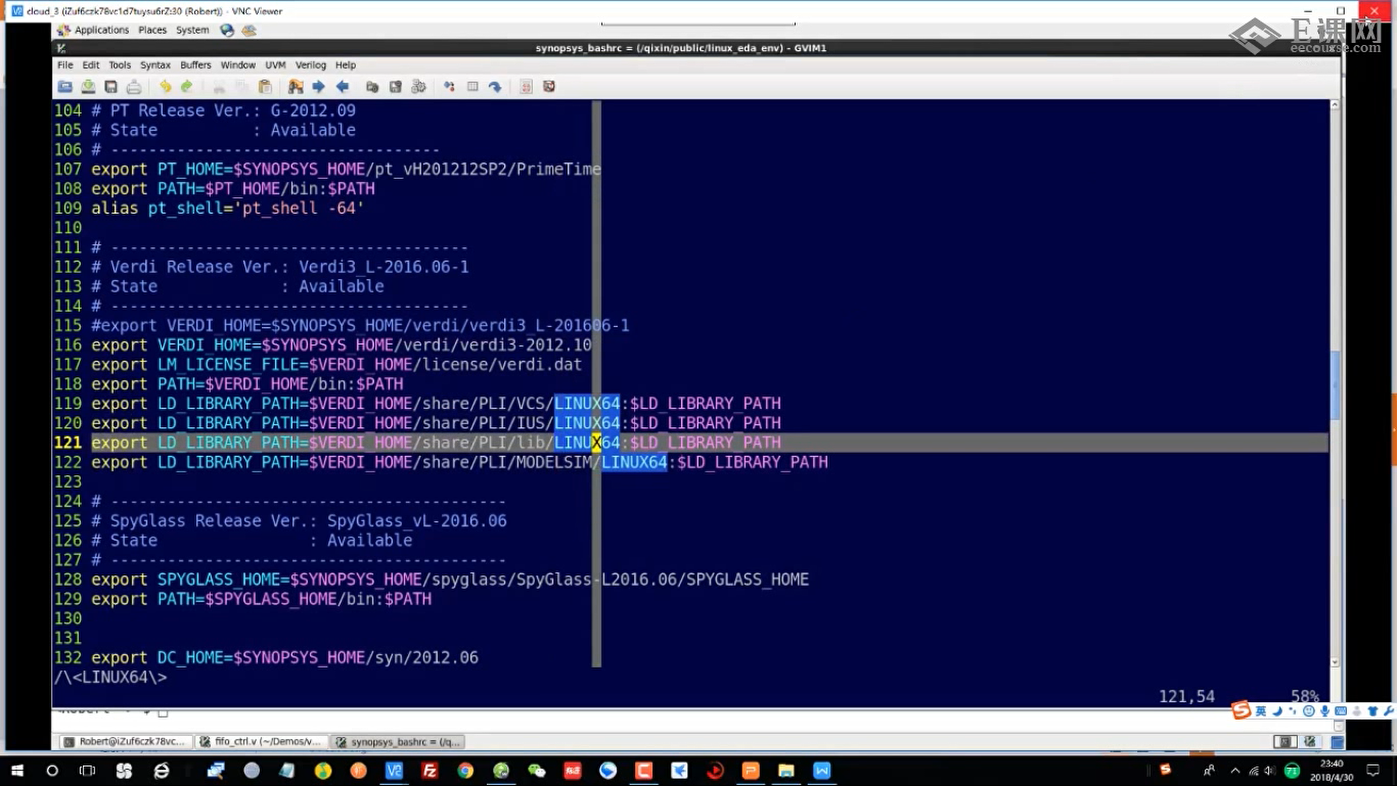 cloud_3 (iZuf6czk78vc1d7tuysu6rZ:30 (Robert)) - VNC Viewer
E课网
eecourse.com
Applications Places System
synopsys_bashrc = (/qixin/public/linux_eda_env) - GVIM1
File Edit Tools Syntax Buffers Window UVM Verilog Help
104 # PT Release Ver.: G-2012.09
105 # State          : Available
106 # -----------------------------------
107 export PT_HOME=$SYNOPSYS_HOME/pt_vH201212SP2/PrimeTime
108 export PATH=$PT_HOME/bin:$PATH
109 alias pt_shell='pt_shell -64'
110
111 # --------------------------------------
112 # Verdi Release Ver.: Verdi3_L-2016.06-1
113 # State             : Available
114 # --------------------------------------
115 #export VERDI_HOME=$SYNOPSYS_HOME/verdi/verdi3_L-201606-1
116 export VERDI_HOME=$SYNOPSYS_HOME/verdi/verdi3-2012.10
117 export LM_LICENSE_FILE=$VERDI_HOME/license/verdi.dat
118 export PATH=$VERDI_HOME/bin:$PATH
119 export LD_LIBRARY_PATH=$VERDI_HOME/share/PLI/VCS/LINUX64:$LD_LIBRARY_PATH
120 export LD_LIBRARY_PATH=$VERDI_HOME/share/PLI/IUS/LINUX64:$LD_LIBRARY_PATH
121 export LD_LIBRARY_PATH=$VERDI_HOME/share/PLI/lib/LINUX64:$LD_LIBRARY_PATH
122 export LD_LIBRARY_PATH=$VERDI_HOME/share/PLI/MODELSIM/LINUX64:$LD_LIBRARY_PATH
123
124 # ------------------------------------------
125 # SpyGlass Release Ver.: SpyGlass_vL-2016.06
126 # State                : Available
127 # ------------------------------------------
128 export SPYGLASS_HOME=$SYNOPSYS_HOME/spyglass/SpyGlass-L2016.06/SPYGLASS_HOME
129 export PATH=$SPYGLASS_HOME/bin:$PATH
130
131
132 export DC_HOME=$SYNOPSYS_HOME/syn/2012.06
/\<LINUX64\>
121,54 58%
英
Robert@iZuf6czk78vc... fifo_ctrl.v (~/Demos/v... synopsys_bashrc = (/q...
23:40
2018/4/30